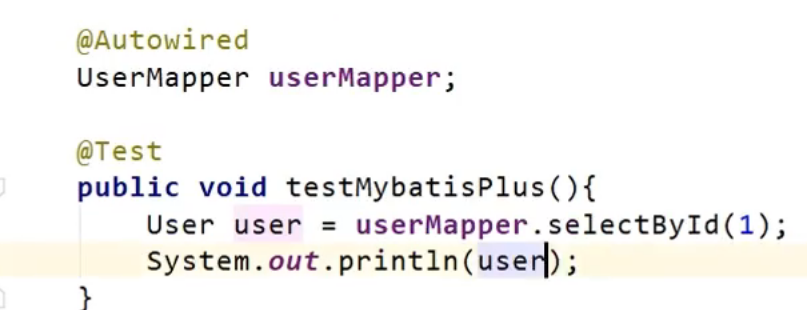 @Autowired
UserMapper userMapper;
@Test
public void testMybatisPlus(){
User user = userMapper.selectById(1);
System.out.println(user);
}